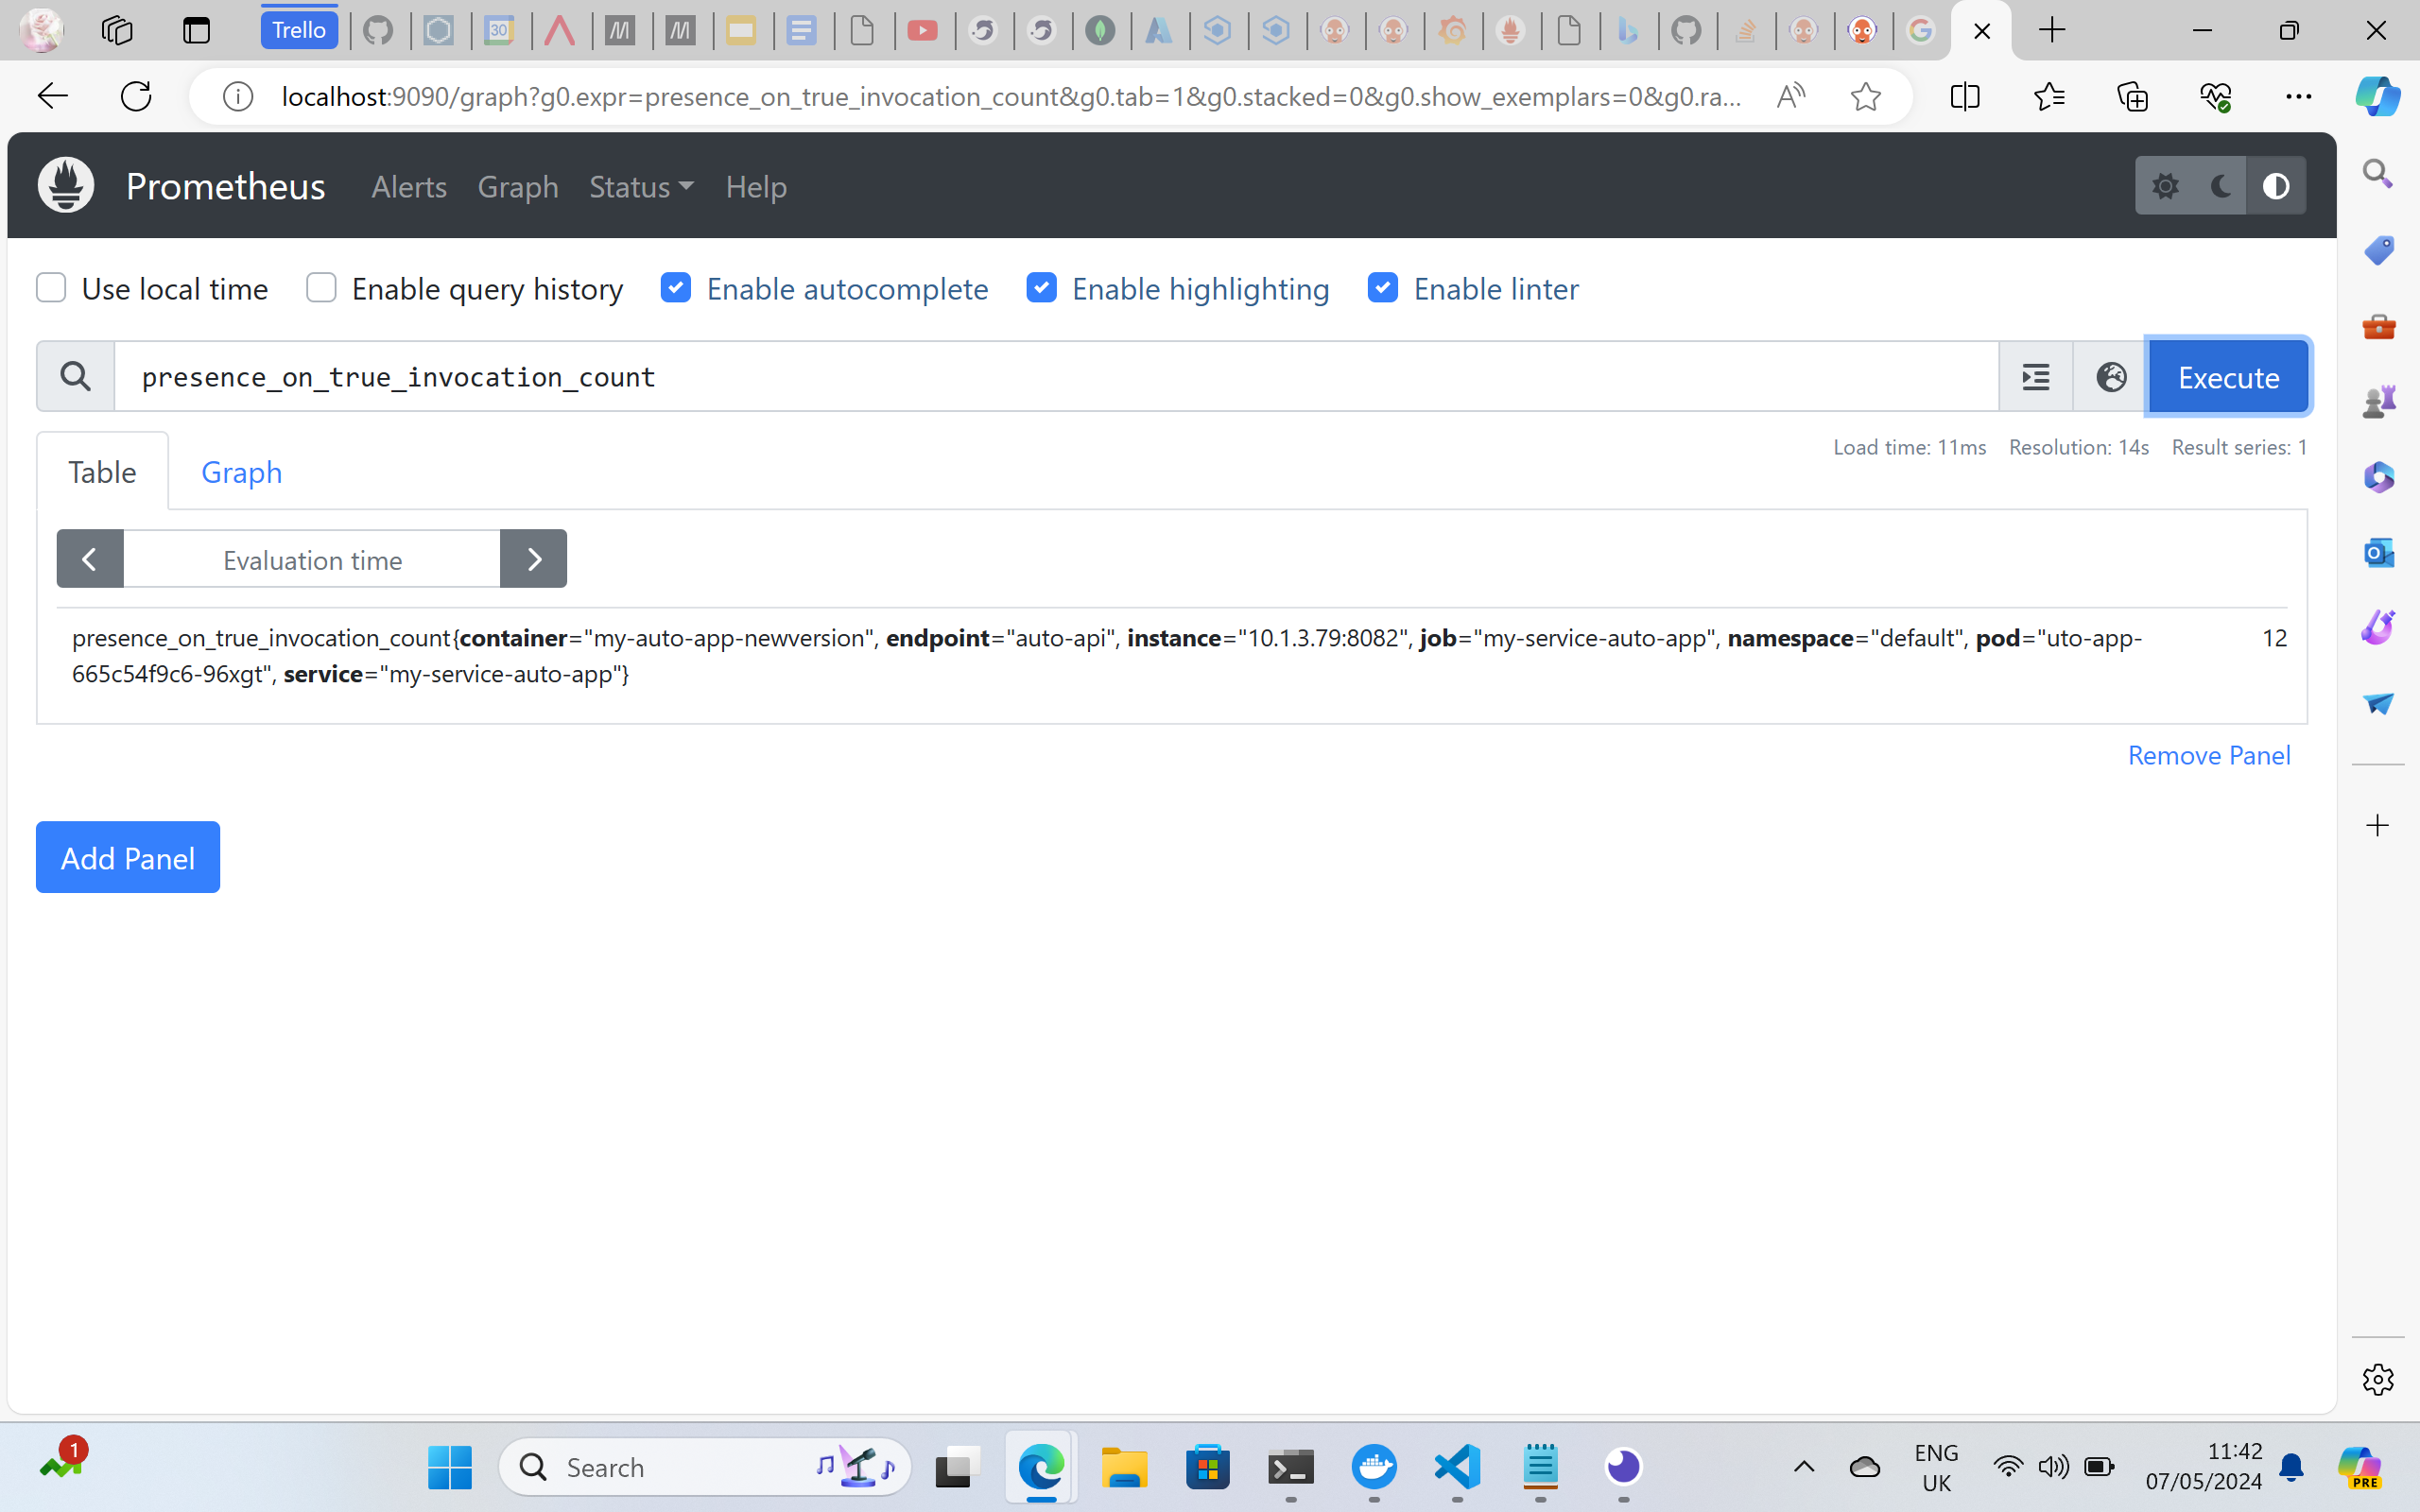 Trello
30
localhost:9090/graph?g0.expr=presence_on_true_invocation_count&g0.tab=1&g0.stacked=0&g0.show_exemplars=0&g0.ra...
Prometheus Alerts Graph Status Help
Use local time Enable query history Enable autocomplete Enable highlighting Enable linter
presence_on_true_invocation_count Execute
Load time: 11ms Resolution: 14s Result series: 1
Table Graph
Evaluation time
presence_on_true_invocation_count{container="my-auto-app-newversion", endpoint="auto-api", instance="10.1.3.79:8082", job="my-service-auto-app", namespace="default", pod="uto-app- 12
665c54f9c6-96xgt", service="my-service-auto-app"}
Remove Panel
Add Panel
1
Search
ENG
UK
11:42
07/05/2024
PRE